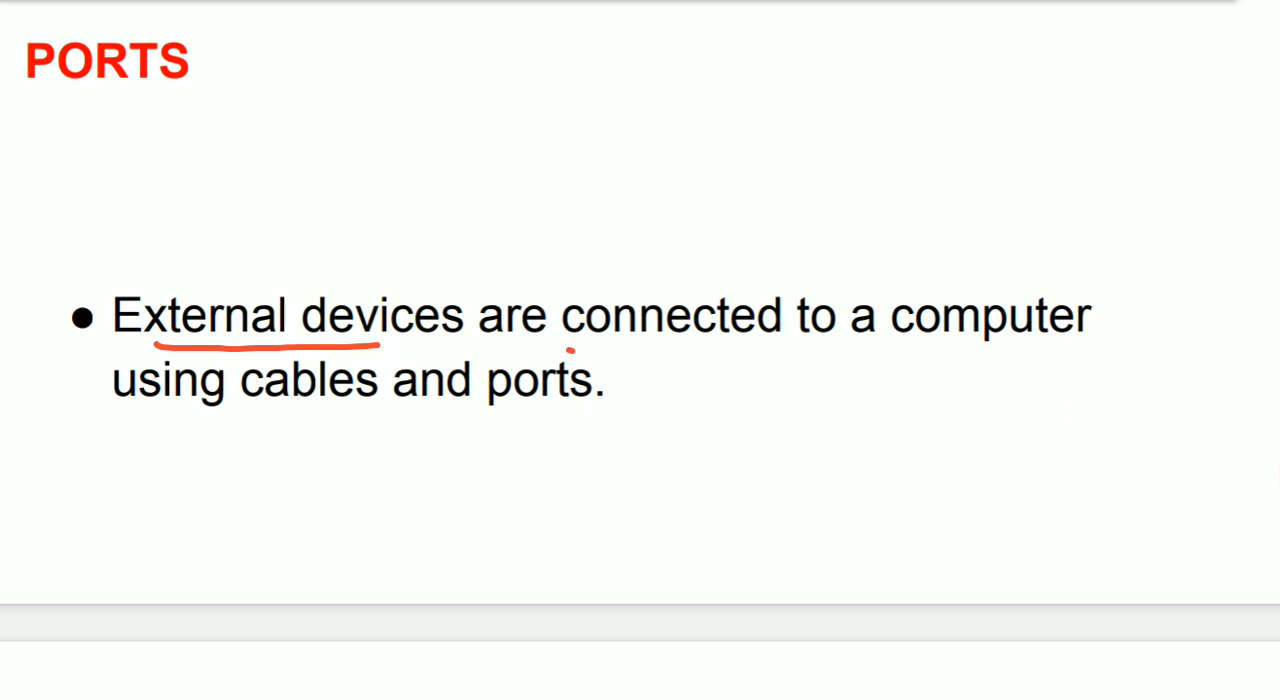 PORTS
● External devices are connected to a computer
using cables and ports.